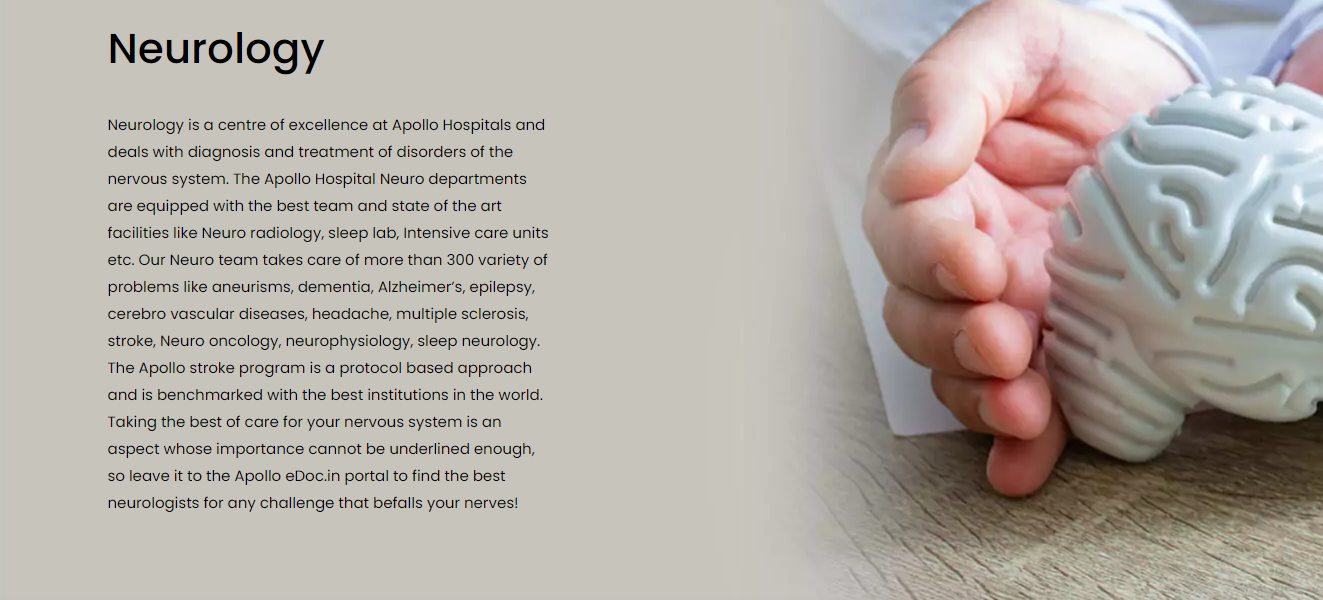 Neurology
Neurology is a centre of excellence at Apollo Hospitals and
deals with diagnosis and treatment of disorders of the
nervous system. The Apollo Hospital Neuro departments
are equipped with the best team and state of the art
facilities like Neuro radiology, sleep lab, Intensive care units
etc. Our Neuro team takes care of more than 300 variety of
problems like aneurisms, dementia, Alzheimer’s, epilepsy,
cerebro vascular diseases, headache, multiple sclerosis,
stroke, Neuro oncology, neurophysiology, sleep neurology.
The Apollo stroke program is a protocol based approach
and is benchmarked with the best institutions in the world.
Taking the best of care for your nervous system is an
aspect whose importance cannot be underlined enough,
so leave it to the Apollo eDoc.in portal to find the best
neurologists for any challenge that befalls your nerves!